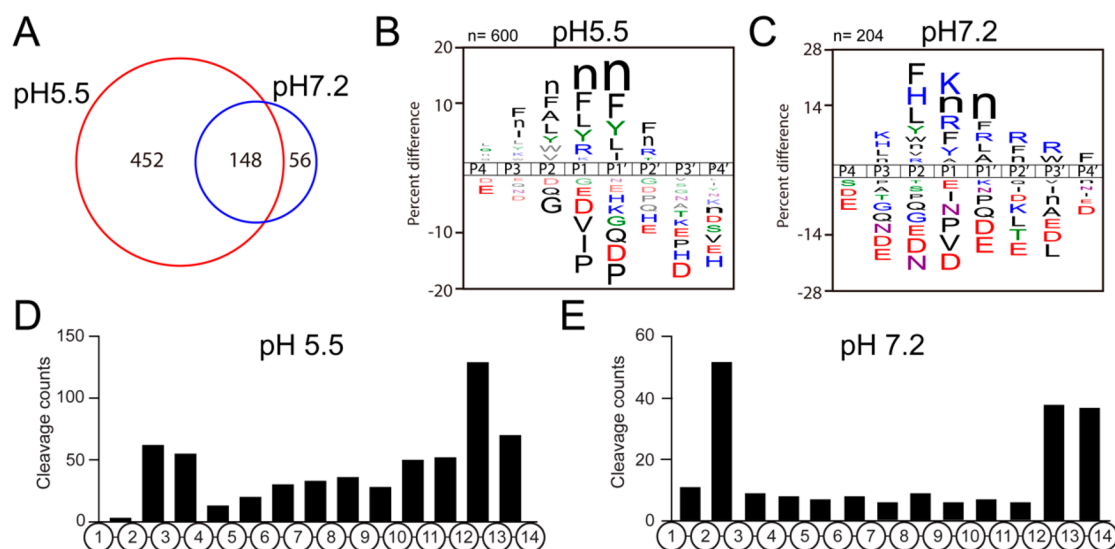 A
pH5.5
pH7.2
452
148
56
B
n= 600
pH5.5
Percent difference
20
10
-10
-20
n
F
L
Y
R
n
F
Y
L
I
n
F
A
L
Y
W
V
F
n
F
n
R
P4
P3
P2
P1
P1'
P2'
P3'
P4'
D
E
D
Q
G
G
E
D
V
I
P
N
E
H
K
G
Q
D
P
G
D
P
Q
H
E
A
T
K
E
P
H
D
n
D
S
V
E
H
C
n= 204
pH7.2
Percent difference
28
14
-14
-28
K
L
F
H
L
Y
W
K
n
R
F
Y
A
n
F
R
L
A
R
F
n
R
W
F
P4
P3
P2
P1
P1'
P2'
P3'
P4'
S
D
E
A
T
G
Q
N
D
E
T
S
P
Q
G
E
D
N
E
I
N
P
V
D
K
N
P
Q
D
E
I
D
K
L
T
E
n
A
E
D
L
E
D
D
pH 5.5
Cleavage counts
150
100
50
0
1 2 3 4 5 6 7 8 9 10 11 12 13 14
E
pH 7.2
Cleavage counts
60
40
20
0
1 2 3 4 5 6 7 8 9 10 11 12 13 14